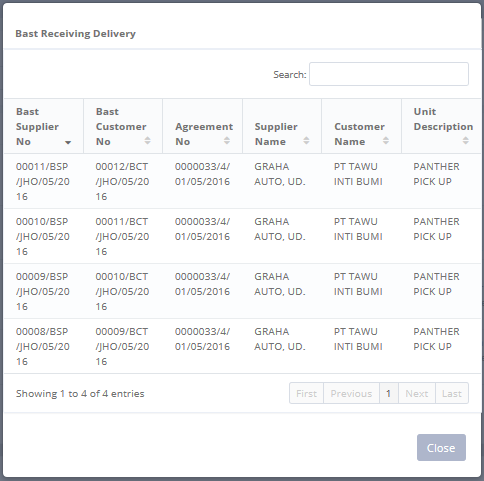 Bast Receiving Delivery
Search:
Bast Supplier No
Bast Customer No
Agreement No
Supplier Name
Customer Name
Unit Description
00011/BSP/JHO/05/2016
00012/BCT/JHO/05/2016
0000033/4/01/05/2016
GRAHA AUTO, UD.
PT TAWU INTI BUMI
PANTHER PICK UP
00010/BSP/JHO/05/2016
00011/BCT/JHO/05/2016
0000033/4/01/05/2016
GRAHA AUTO, UD.
PT TAWU INTI BUMI
PANTHER PICK UP
00009/BSP/JHO/05/2016
00010/BCT/JHO/05/2016
0000033/4/01/05/2016
GRAHA AUTO, UD.
PT TAWU INTI BUMI
PANTHER PICK UP
00008/BSP/JHO/05/2016
00009/BCT/JHO/05/2016
0000033/4/01/05/2016
GRAHA AUTO, UD.
PT TAWU INTI BUMI
PANTHER PICK UP
Showing 1 to 4 of 4 entries
First Previous 1 Next Last
Close